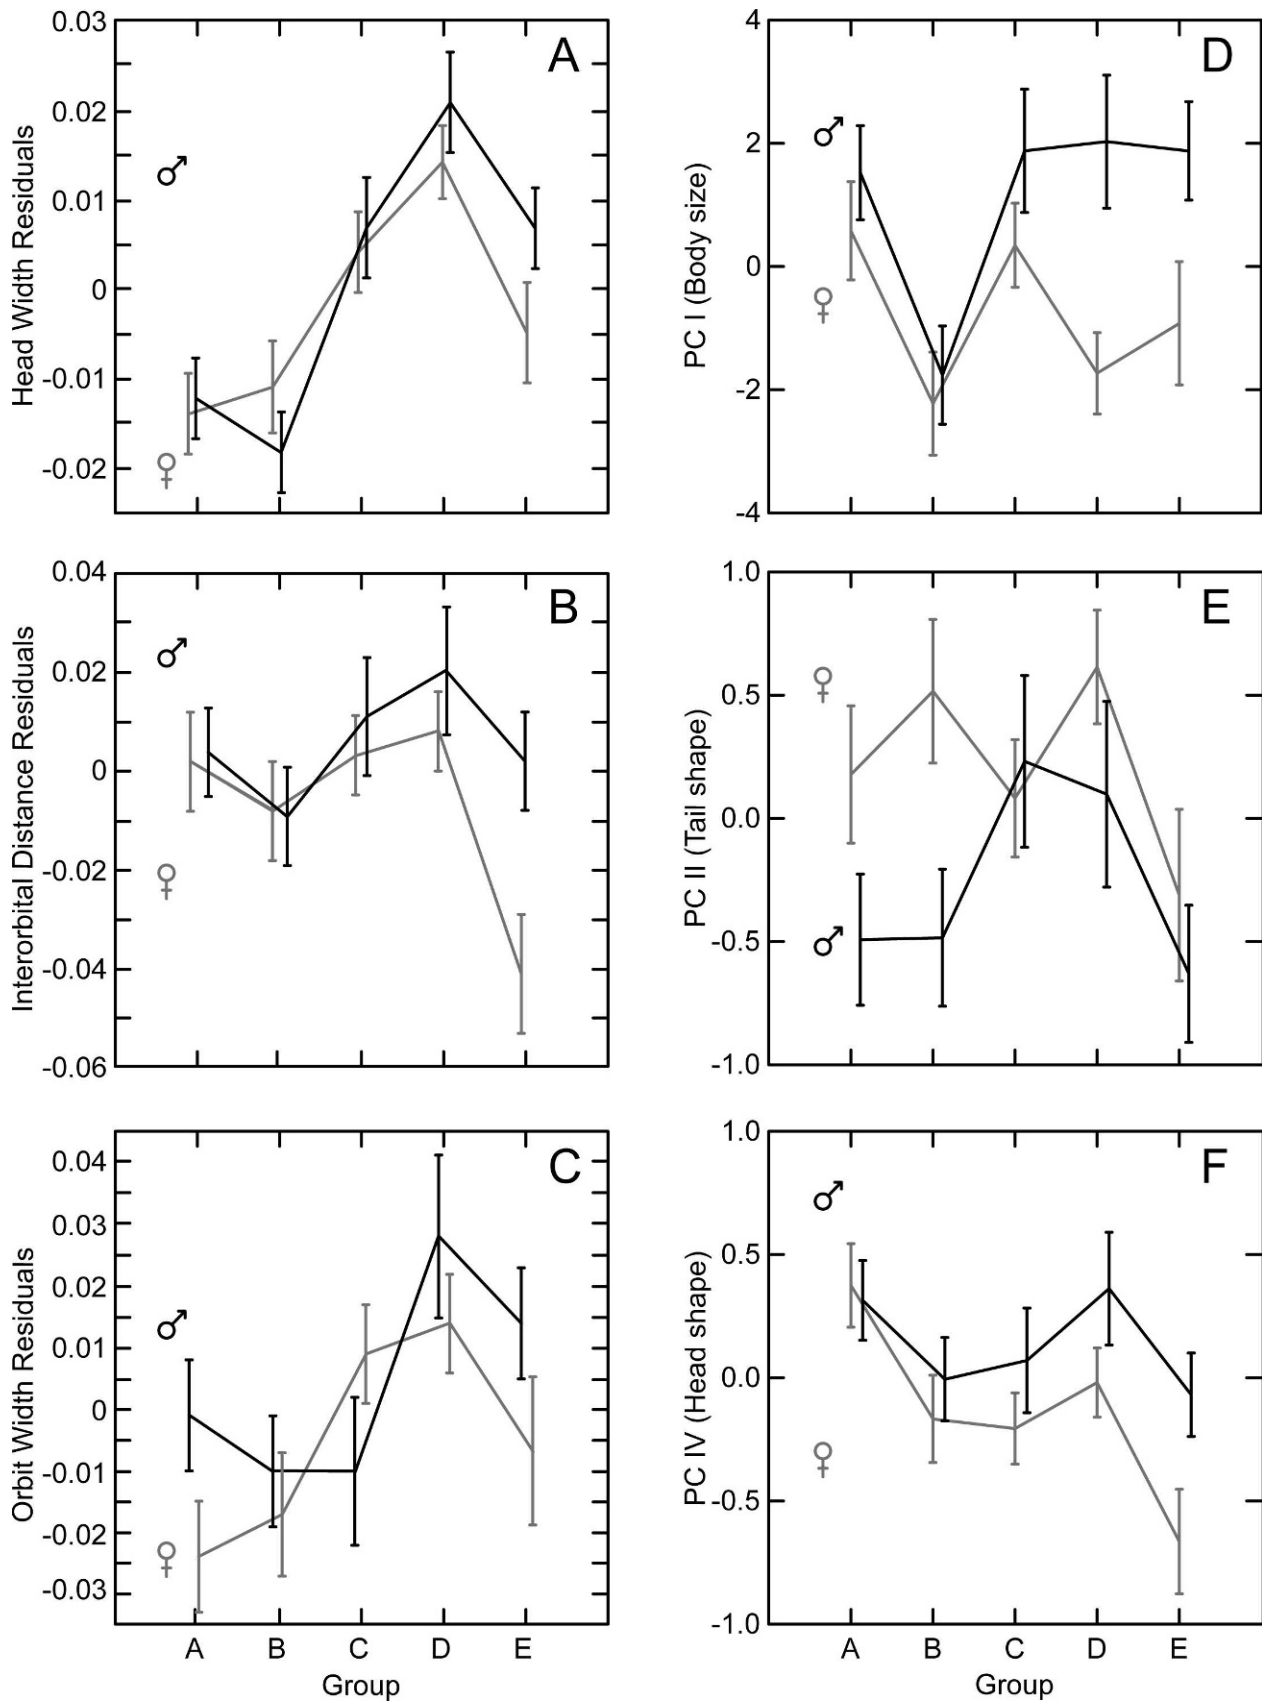 A
Head Width Residuals
0.03
0.02
0.01
0
-0.01
-0.02
♂
♀
D
PC I (Body size)
4
2
0
-2
-4
♂
♀
B
Interorbital Distance Residuals
0.04
0.02
0
-0.02
-0.04
-0.06
♂
♀
E
PC II (Tail shape)
1.0
0.5
0.0
-0.5
-1.0
♀
♂
C
Orbit Width Residuals
0.04
0.03
0.02
0.01
0
-0.01
-0.02
-0.03
♂
♀
A B C D E
Group
F
PC IV (Head shape)
1.0
0.5
0.0
-0.5
-1.0
♂
♀
A B C D E
Group